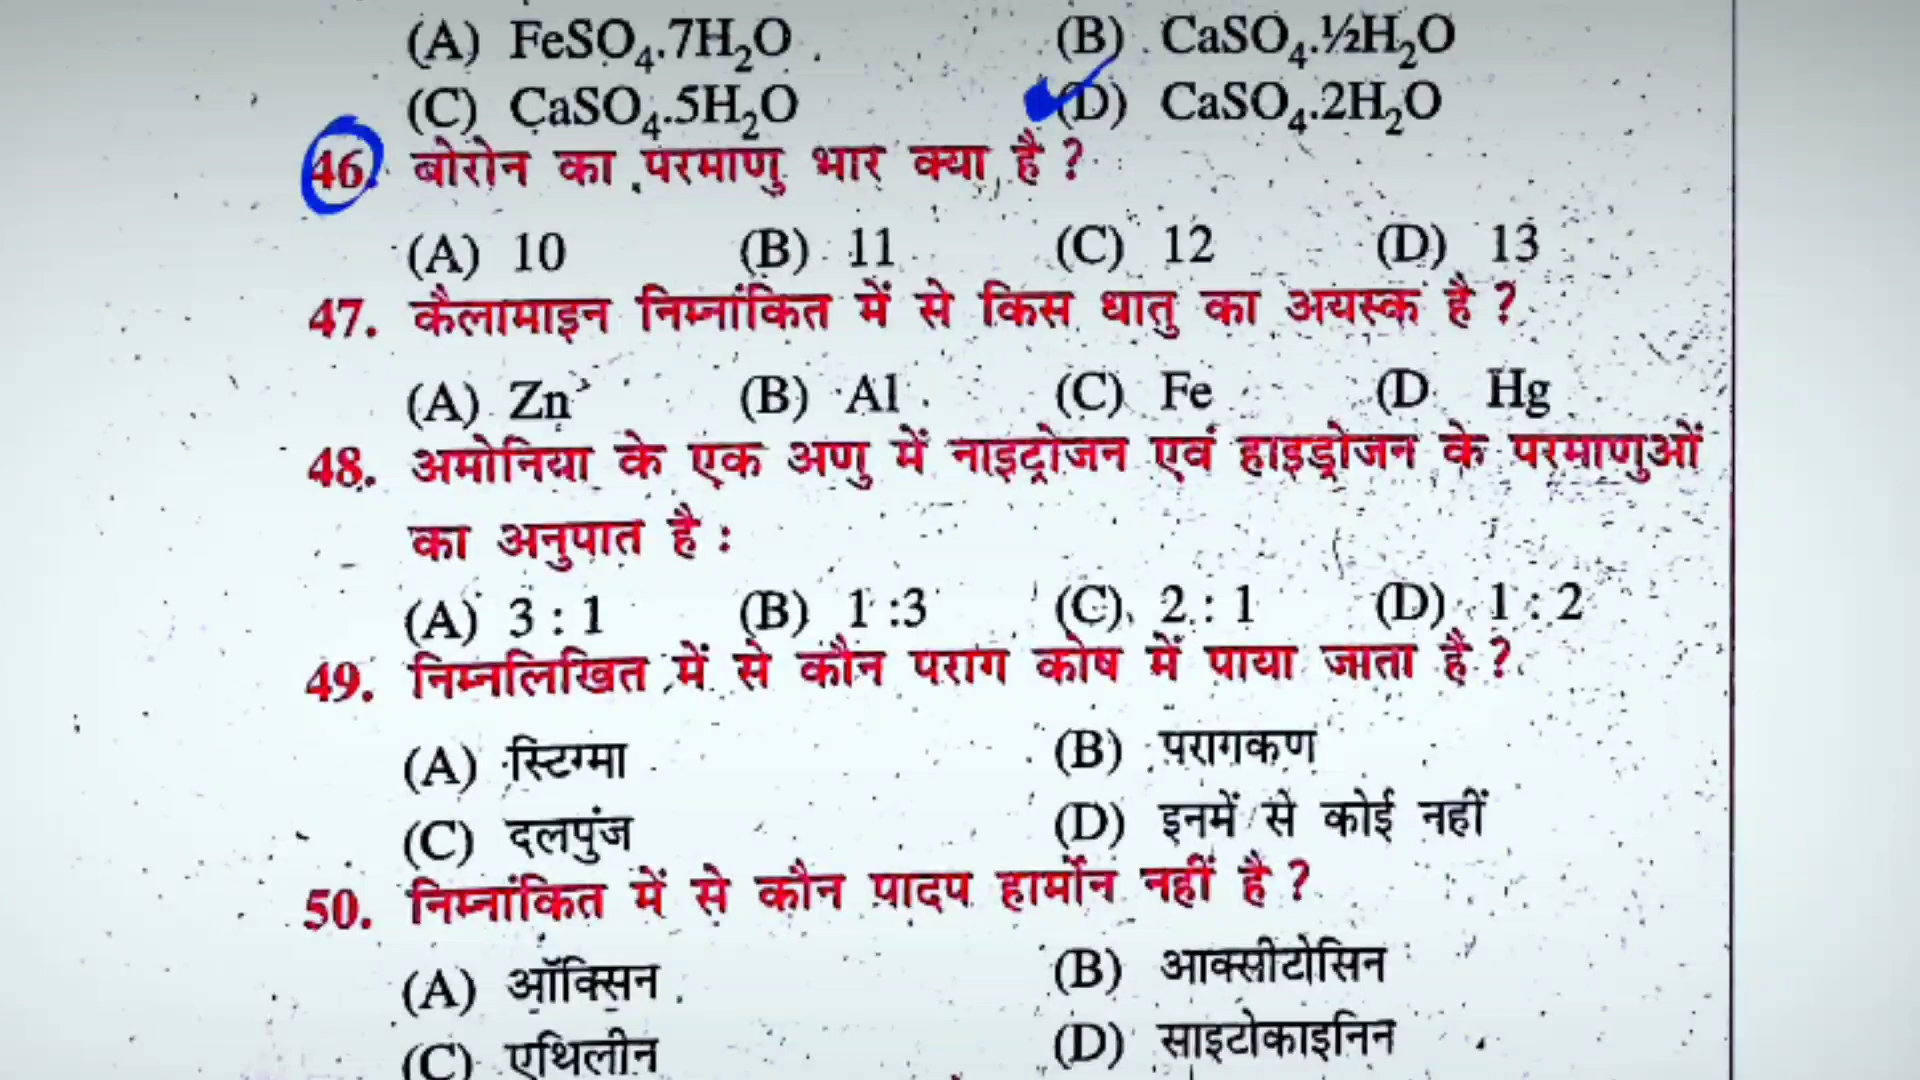 (A) FeSO₄.7H₂O (B) CaSO₄.½H₂O
(C) CaSO₄.5H₂O (D) CaSO₄.2H₂O
46. बोरोन का परमाणु भार क्या है ?
(A) 10 (B) 11 (C) 12 (D) 13
47. कैलामाइन निम्नांकित में से किस धातु का अयस्क है ?
(A) Zn (B) Al (C) Fe (D Hg
48. अमोनिया के एक अणु में नाइट्रोजन एवं हाइड्रोजन के परमाणुओं
का अनुपात है :
(A) 3 : 1 (B) 1 :3 (C) 2 : 1 (D) 1 : 2
49. निम्नलिखित में से कौन पराग कोष में पाया जाता है ?
(A) स्टिग्मा (B) परागकण
(C) दलपुंज (D) इनमें से कोई नहीं
50. निम्नांकित में से कौन पादप हार्मोन नहीं है ?
(A) ऑक्सिन (B) आक्सीटोसिन
(C) एथिलीन (D) साइटोकाइनिन